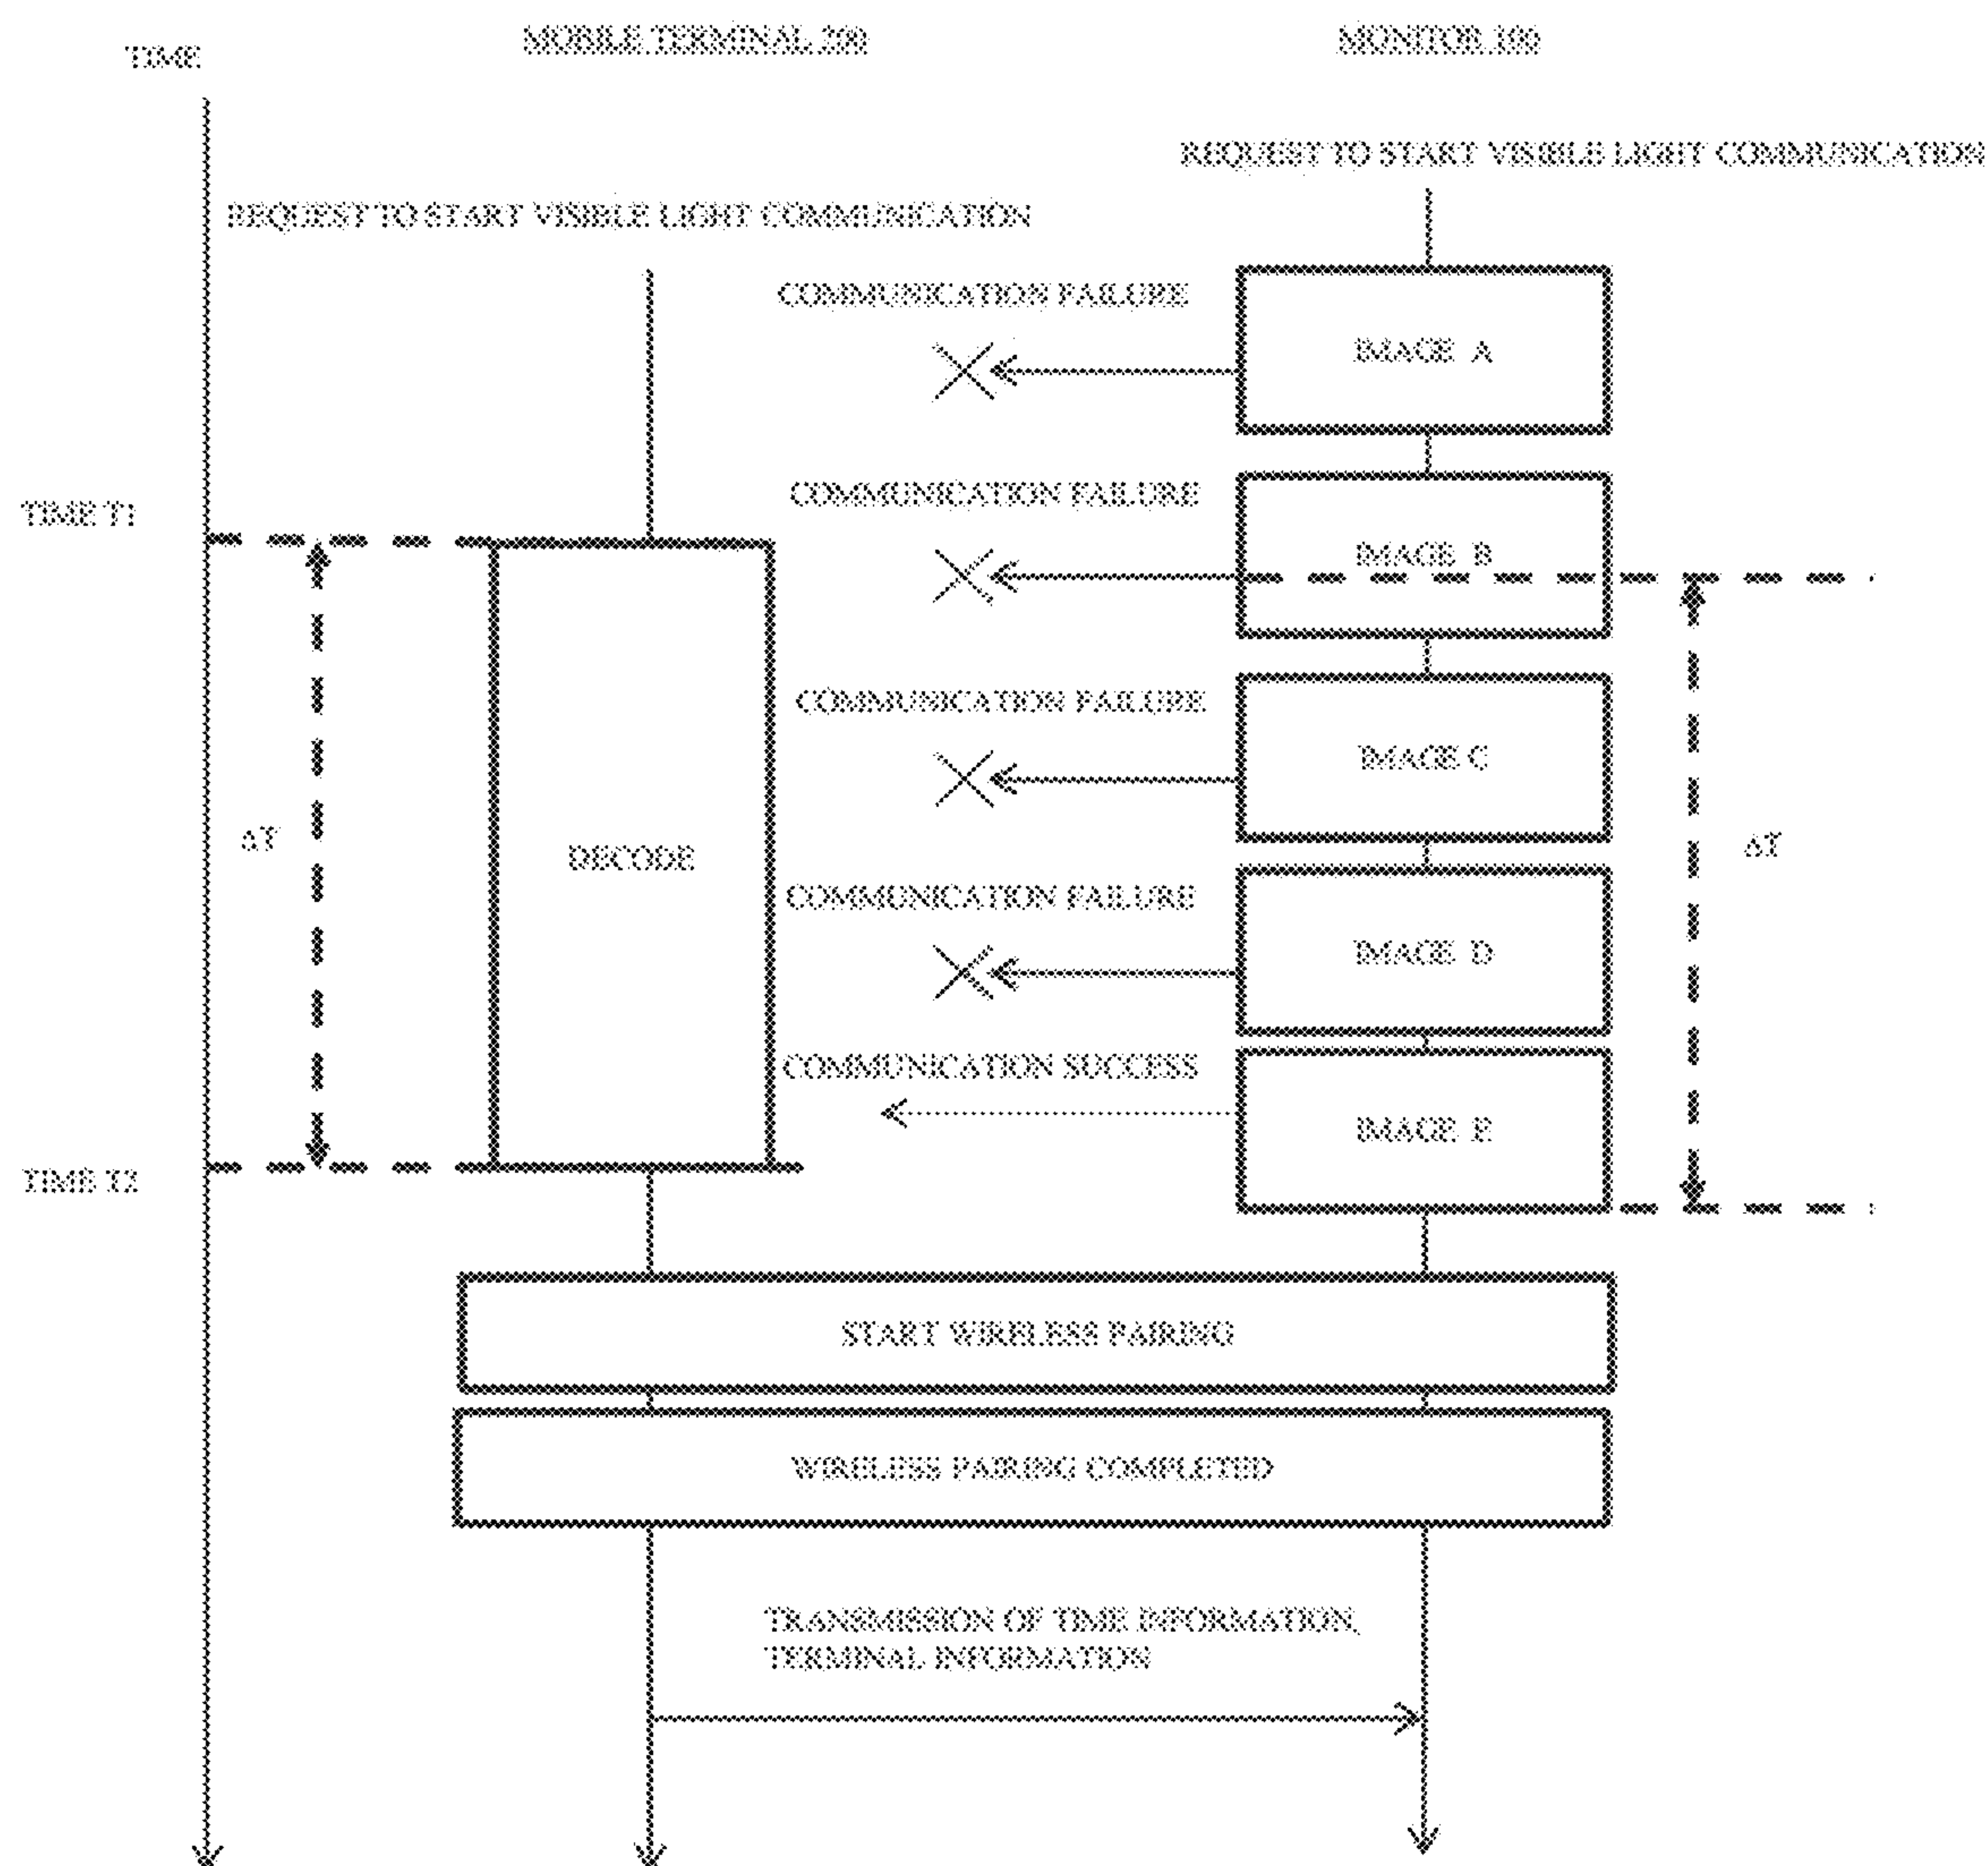 TIME
MOBILE TERMINAL 200
MONITOR 100
REQUEST TO START VISIBLE LIGHT COMMUNICATION
REQUEST TO START VISIBLE LIGHT COMMUNICATION
COMMUNICATION FAILURE
IMAGE A
COMMUNICATION FAILURE
TIME T1
IMAGE B
COMMUNICATION FAILURE
IMAGE C
ΔT
DECODE
ΔT
COMMUNICATION FAILURE
IMAGE D
COMMUNICATION SUCCESS
IMAGE E
TIME T2
START WIRELESS PAIRING
WIRELESS PAIRING COMPLETED
TRANSMISSION OF TIME INFORMATION,
TERMINAL INFORMATION